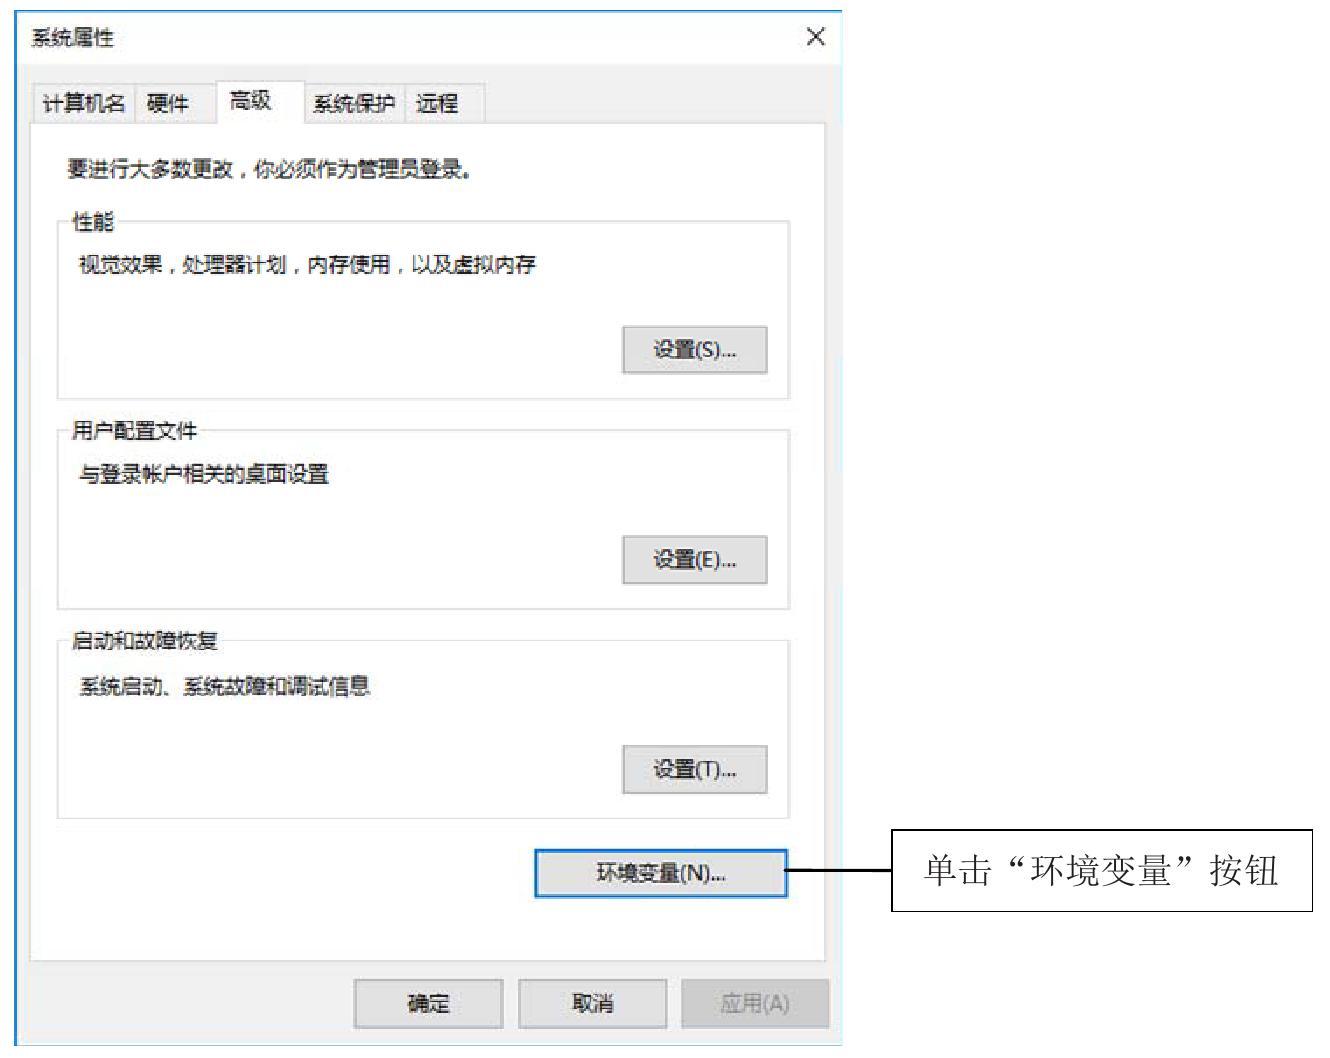 系统属性
计算机名 硬件 高级 系统保护 远程
要进行大多数更改，你必须作为管理员登录。
性能
视觉效果，处理器计划，内存使用，以及虚拟内存
设置(S)...
用户配置文件
与登录帐户相关的桌面设置
设置(E)...
启动和故障恢复
系统启动、系统故障和调试信息
设置(T)...
环境变量(N)...
单击“环境变量”按钮
确定 取消 应用(A)